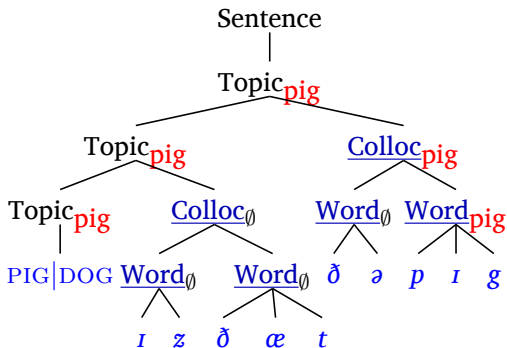 Sentence
Topicpig
Topicpig Collocpig
Topicpig Colloc∅ Word∅ Wordpig
PIG|DOG Word∅ Word∅ ð ə p ɪ g
ɪ z ð æ t